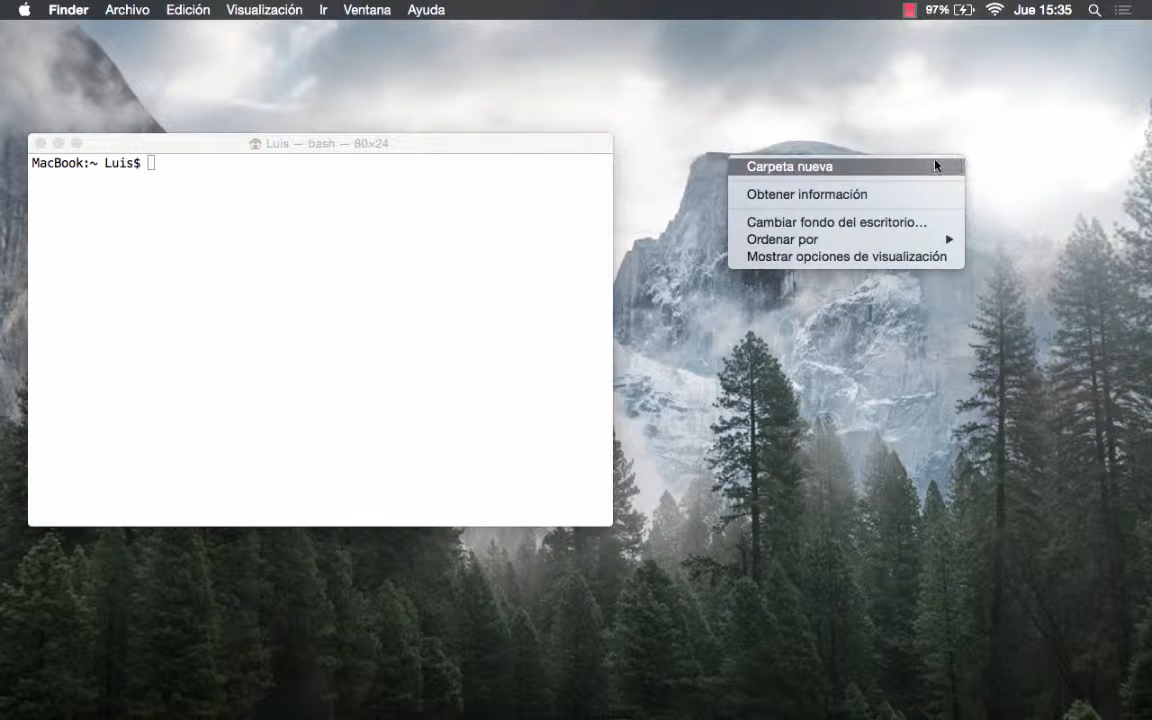 Finder Archivo Edición Visualización Ir Ventana Ayuda 97% Jue 15:35
Luis — bash — 80×24
MacBook:~ Luis$
Carpeta nueva
Obtener información
Cambiar fondo del escritorio...
Ordenar por
Mostrar opciones de visualización